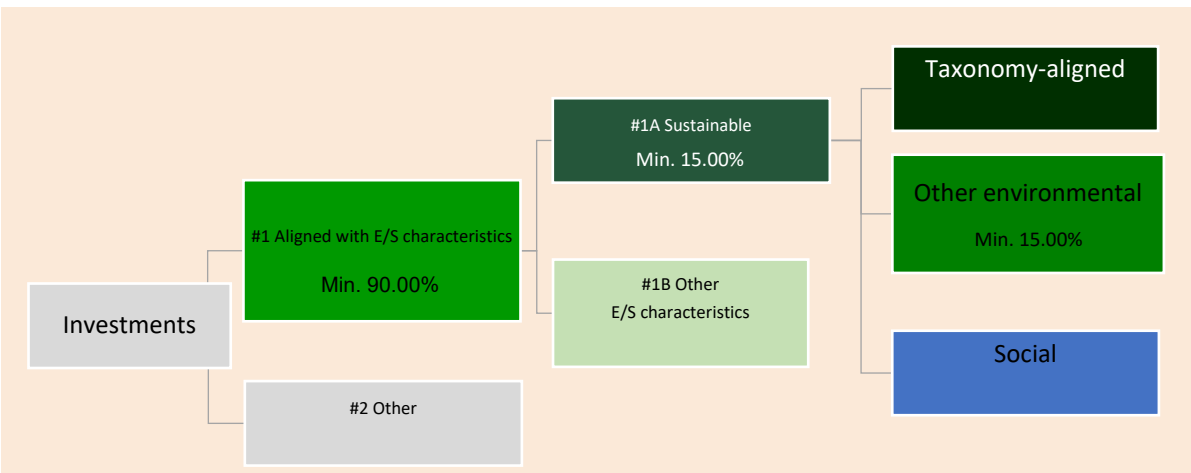 Investments
#1 Aligned with E/S characteristics
Min. 90.00%
#2 Other
#1A Sustainable
Min. 15.00%
#1B Other
E/S characteristics
Taxonomy-aligned
Other environmental
Min. 15.00%
Social